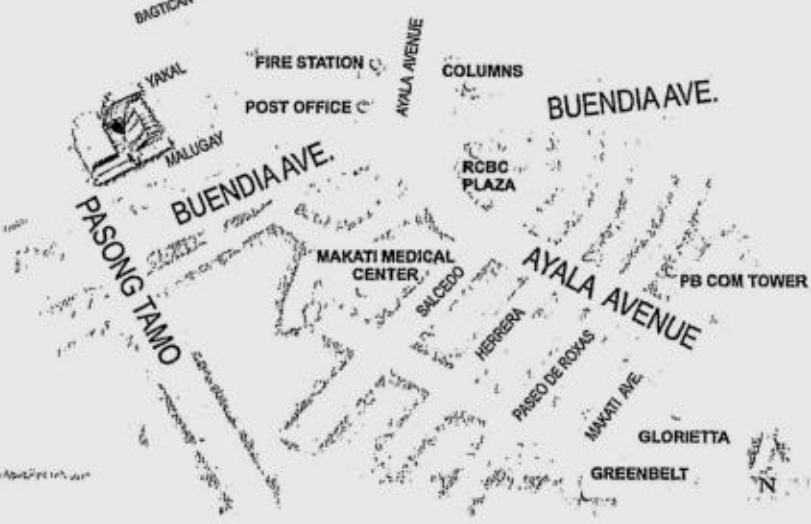 BAGTICAN
FIRE STATION
AYALA AVENUE
COLUMNS
YAKAL
POST OFFICE
BUENDIA AVE.
MALUGAY
BUENDIA AVE.
RCBC
PLAZA
PASONG TAMO
MAKATI MEDICAL
CENTER
SALCEDO
AYALA AVENUE
PB COM TOWER
HERRERA
PASEO DE ROXAS
MAKATI AVE.
GLORIETTA
GREENBELT
N